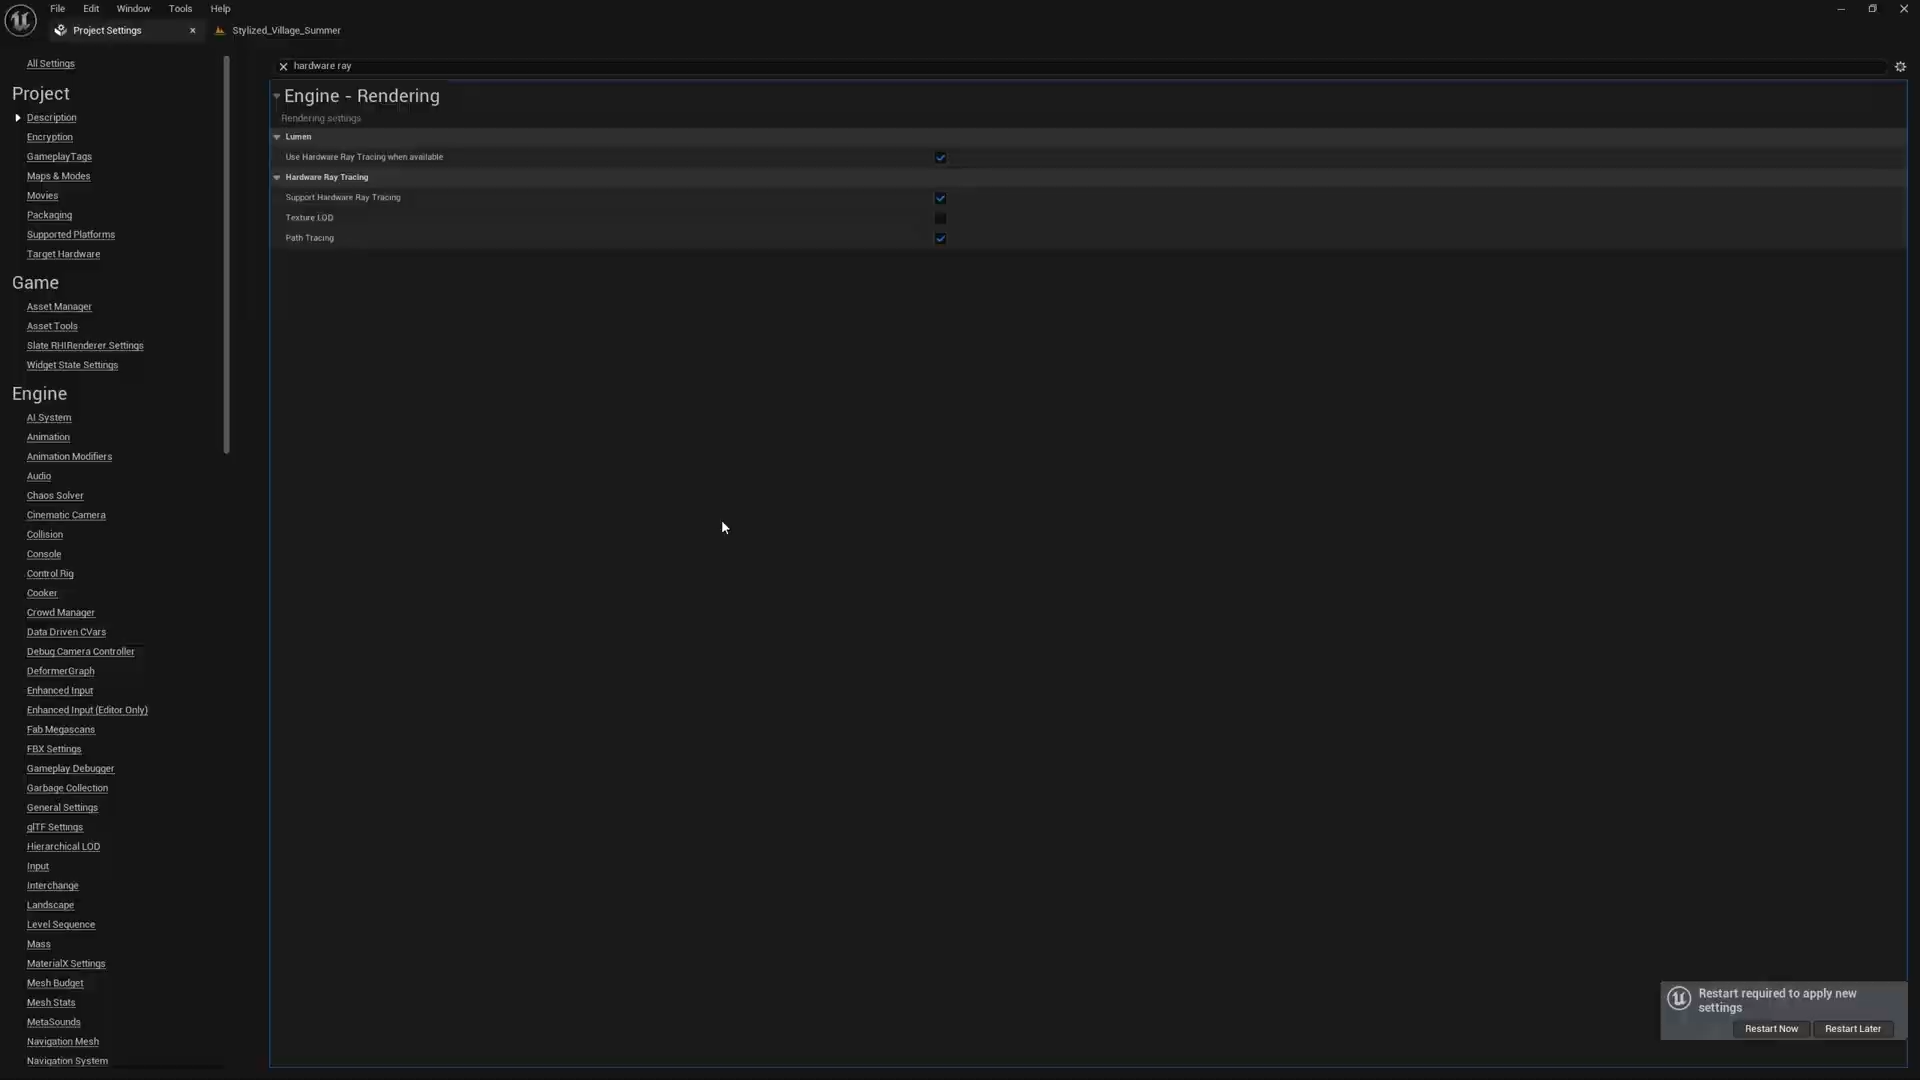 File Edit Window Tools Help
Project Settings
Stylized_Village_Summer
All Settings
Project
Description
Encryption
GameplayTags
Maps & Modes
Movies
Packaging
Supported Platforms
Target Hardware
Game
Asset Manager
Asset Tools
Slate RHIRenderer Settings
Widget State Settings
Engine
AI System
Animation
Animation Modifiers
Audio
Chaos Solver
Cinematic Camera
Collision
Console
Control Rig
Cooker
Crowd Manager
Data Driven CVars
Debug Camera Controller
DeformerGraph
Enhanced Input
Enhanced Input (Editor Only)
Fab Megascans
FBX Settings
Gameplay Debugger
Garbage Collection
General Settings
glTF Settings
Hierarchical LOD
Input
Interchange
Landscape
Level Sequence
Mass
MaterialX Settings
Mesh Budget
Mesh Stats
MetaSounds
Navigation Mesh
Navigation System
hardware ray
Engine - Rendering
Rendering settings
Lumen
Use Hardware Ray Tracing when available
Hardware Ray Tracing
Support Hardware Ray Tracing
Texture LOD
Path Tracing
Restart required to apply new
settings
Restart Now Restart Later